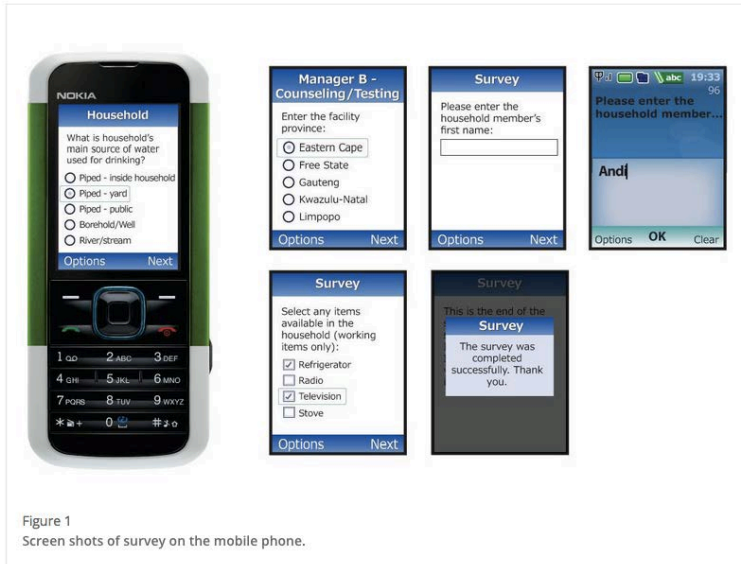 NOKIA
Household
What is household's
main source of water
used for drinking?
Piped - inside household
Piped - yard
Piped - public
Borehold/Well
River/stream
Options Next
1
2 ABC 3 DEF
4 GHI 5 JKL 6 MNO
7 PQRS 8 TUV 9 WXYZ
* + 0 #
Manager B -
Counseling/Testing
Enter the facility
province:
Eastern Cape
Free State
Gauteng
Kwazulu-Natal
Limpopo
Options Next
Survey
Please enter the
household member's
first name:
Options Next
abc 19:33
96
Please enter the
household member...
Andi
Options OK Clear
Survey
Select any items
available in the
household (working
items only):
Refrigerator
Radio
Television
Stove
Options Next
Survey
This is the end of the
Survey
The survey was
completed
successfully. Thank
you.
Figure 1
Screen shots of survey on the mobile phone.